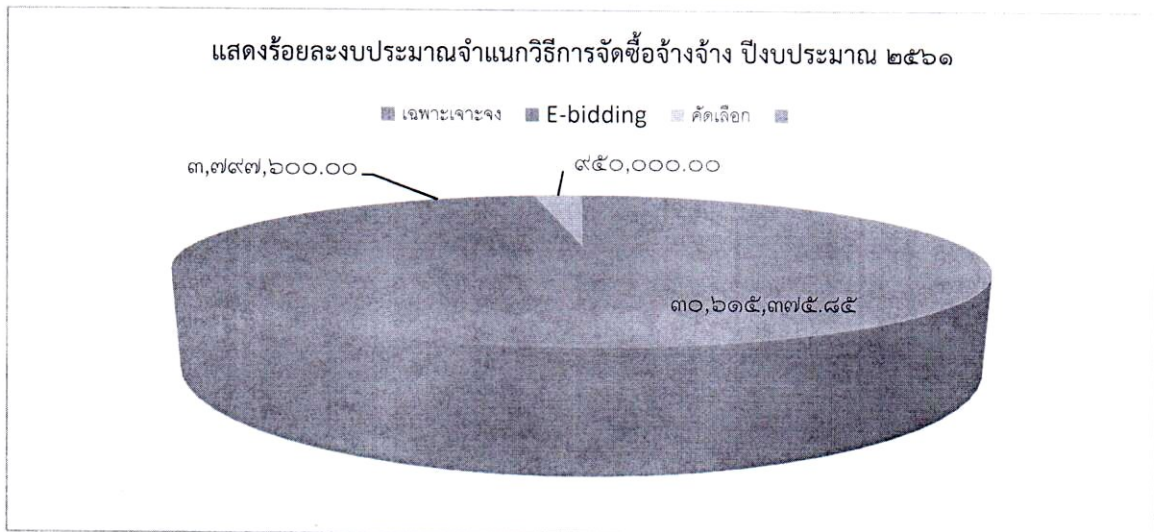 แสดงร้อยละงบประมาณจำแนกวิธีการจัดซื้อจ้างจ้าง ปีงบประมาณ ๒๕๖๑
เฉพาะเจาะจง E-bidding คัดเลือก
๓,๗๙๗,๖๐๐.๐๐ ๙๕๐,๐๐๐.๐๐
๓๐,๖๑๕,๓๗๕.๘๕